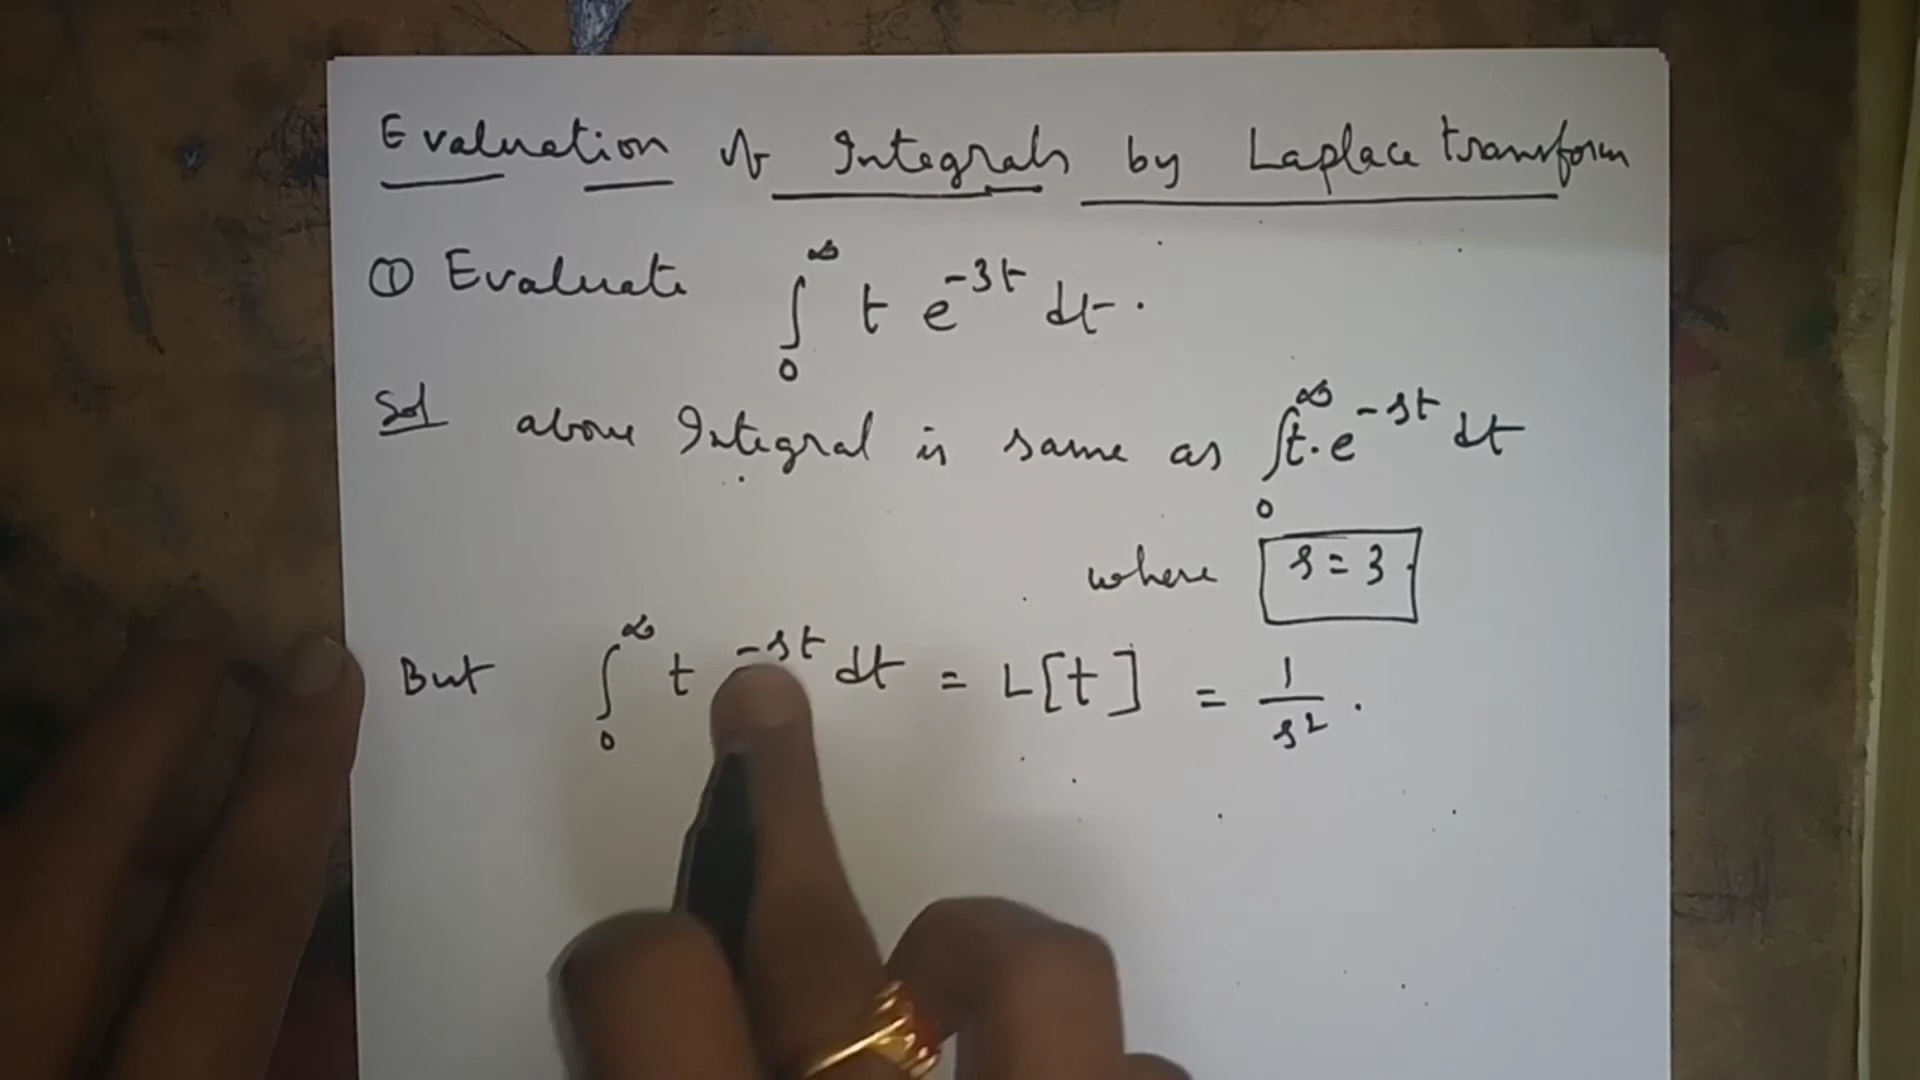 Evaluation of Integrals by Laplace transform
① Evaluate ∫₀^∞ t e^{-3t} dt.
Sol above Integral is same as ∫₀^∞ t. e^{-st} dt
where s = 3
But ∫₀^∞ t ^{-st} dt = L[t] = 1/s².